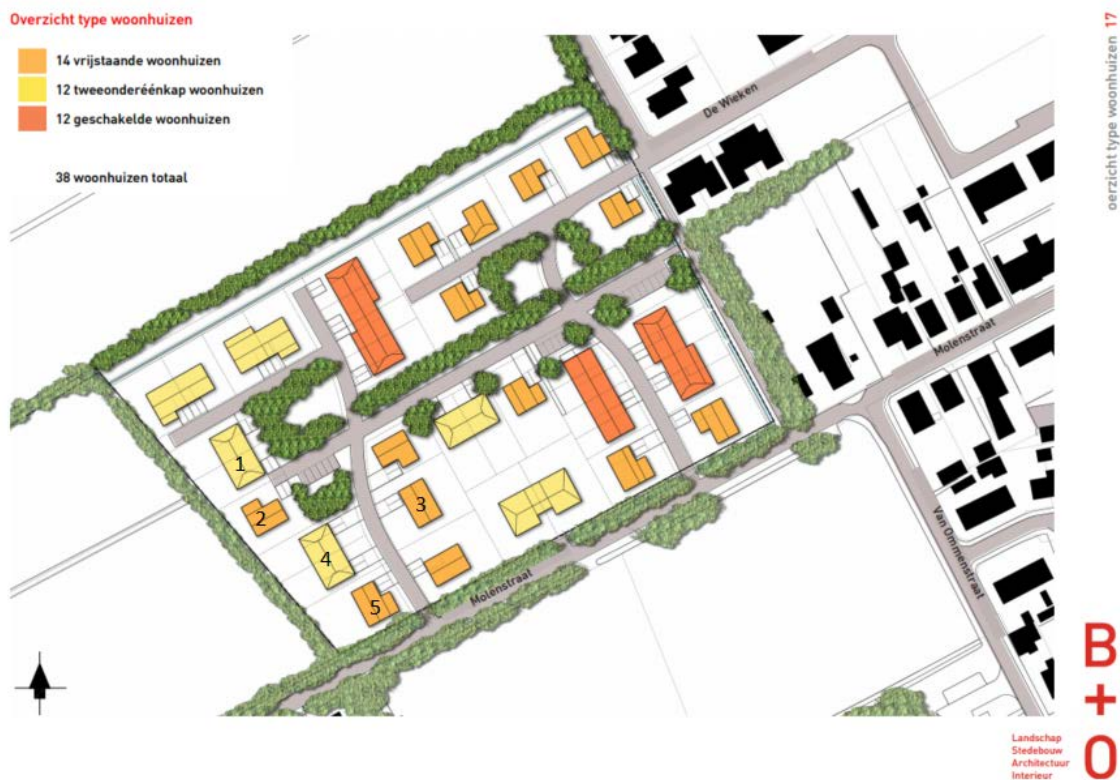 Overzicht type woonhuizen
14 vrijstaande woonhuizen
12 tweeonderéénkap woonhuizen
12 geschakelde woonhuizen
38 woonhuizen totaal
oerzicht type woonhuizen 17
De Wieken
Molenstraat
Van Ommenstraat
Molenstraat
1
2
3
4
5
B
+
O
Landschap
Stedebouw
Architectuur
Interieur